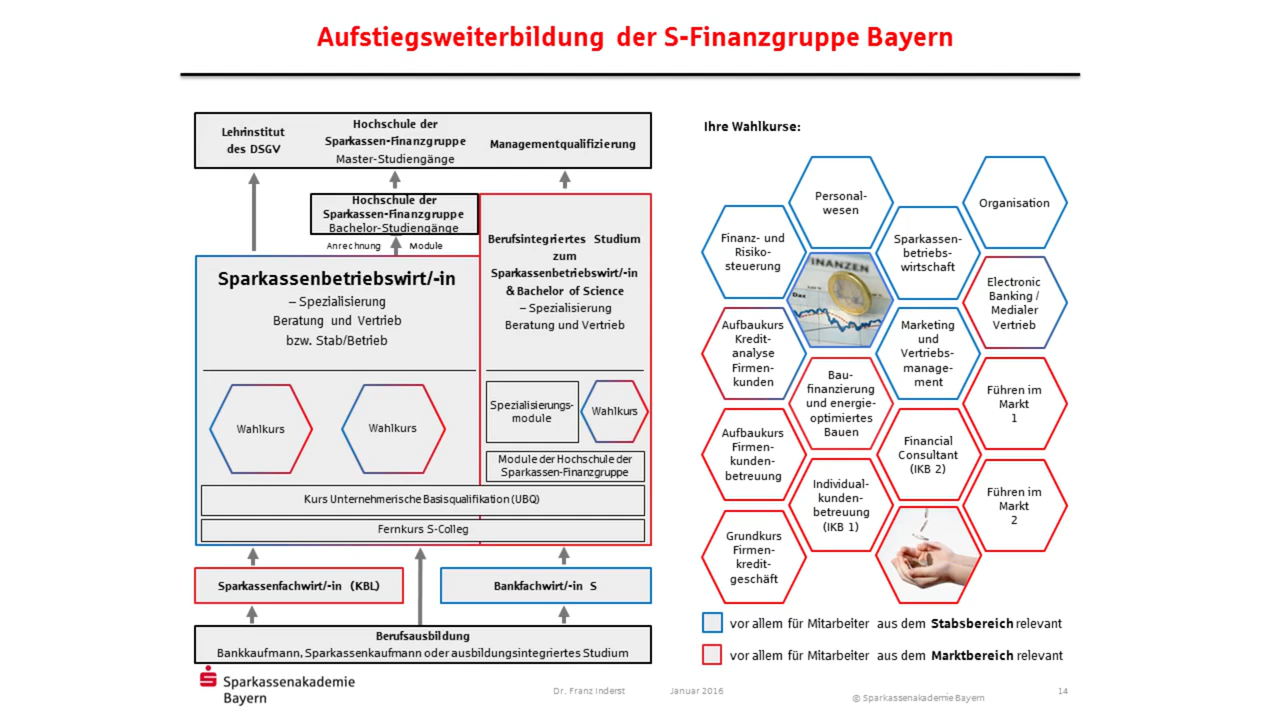 Aufstiegsweiterbildung der S-Finanzgruppe Bayern
Lehrinstitut
des DSGV
Hochschule der
Sparkassen-Finanzgruppe
Master-Studiengänge
Managementqualifizierung
Hochschule der
Sparkassen-Finanzgruppe
Bachelor-Studiengänge
Anrechnung Module
Sparkassenbetriebswirt/-in
– Spezialisierung
Beratung und Vertrieb
bzw. Stab/Betrieb
Berufsintegriertes Studium
zum
Sparkassenbetriebswirt/-in
& Bachelor of Science
– Spezialisierung
Beratung und Vertrieb
Wahlkurs
Wahlkurs
Spezialisierungs-
module
Wahlkurs
Module der Hochschule der
Sparkassen-Finanzgruppe
Kurs Unternehmerische Basisqualifikation (UBQ)
Fernkurs S-Colleg
Sparkassenfachwirt/-in (KBL)
Bankfachwirt/-in S
Berufsausbildung
Bankkaufmann, Sparkassenkaufmann oder ausbildungsintegriertes Studium
Ihre Wahlkurse:
Personal-
wesen
Organisation
Finanz- und
Risiko-
steuerung
Sparkassen-
betriebs-
wirtschaft
INANZEN
Dax
Electronic
Banking /
Medialer
Vertrieb
Aufbaukurs
Kredit-
analyse
Firmen-
kunden
Marketing
und
Vertriebs-
manage-
ment
Bau-
finanzierung
und energie-
optimiertes
Bauen
Führen im
Markt
1
Aufbaukurs
Firmen-
kunden-
betreuung
Financial
Consultant
(IKB 2)
Individual-
kunden-
betreuung
(IKB 1)
Führen im
Markt
2
Grundkurs
Firmen-
kredit-
geschäft
vor allem für Mitarbeiter aus dem Stabsbereich relevant
vor allem für Mitarbeiter aus dem Marktbereich relevant
Sparkassenakademie
Bayern
Dr. Franz Inderst Januar 2016
© Sparkassenakademie Bayern
14